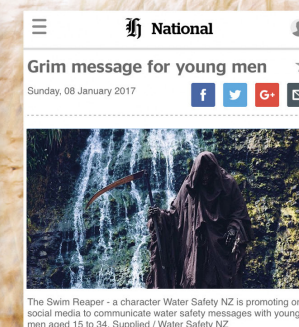 National
Grim message for young men
Sunday, 08 January 2017
f
G+
The Swim Reaper - a character Water Safety NZ is promoting on
social media to communicate water safety messages with young
men aged 15 to 34. Supplied / Water Safety NZ